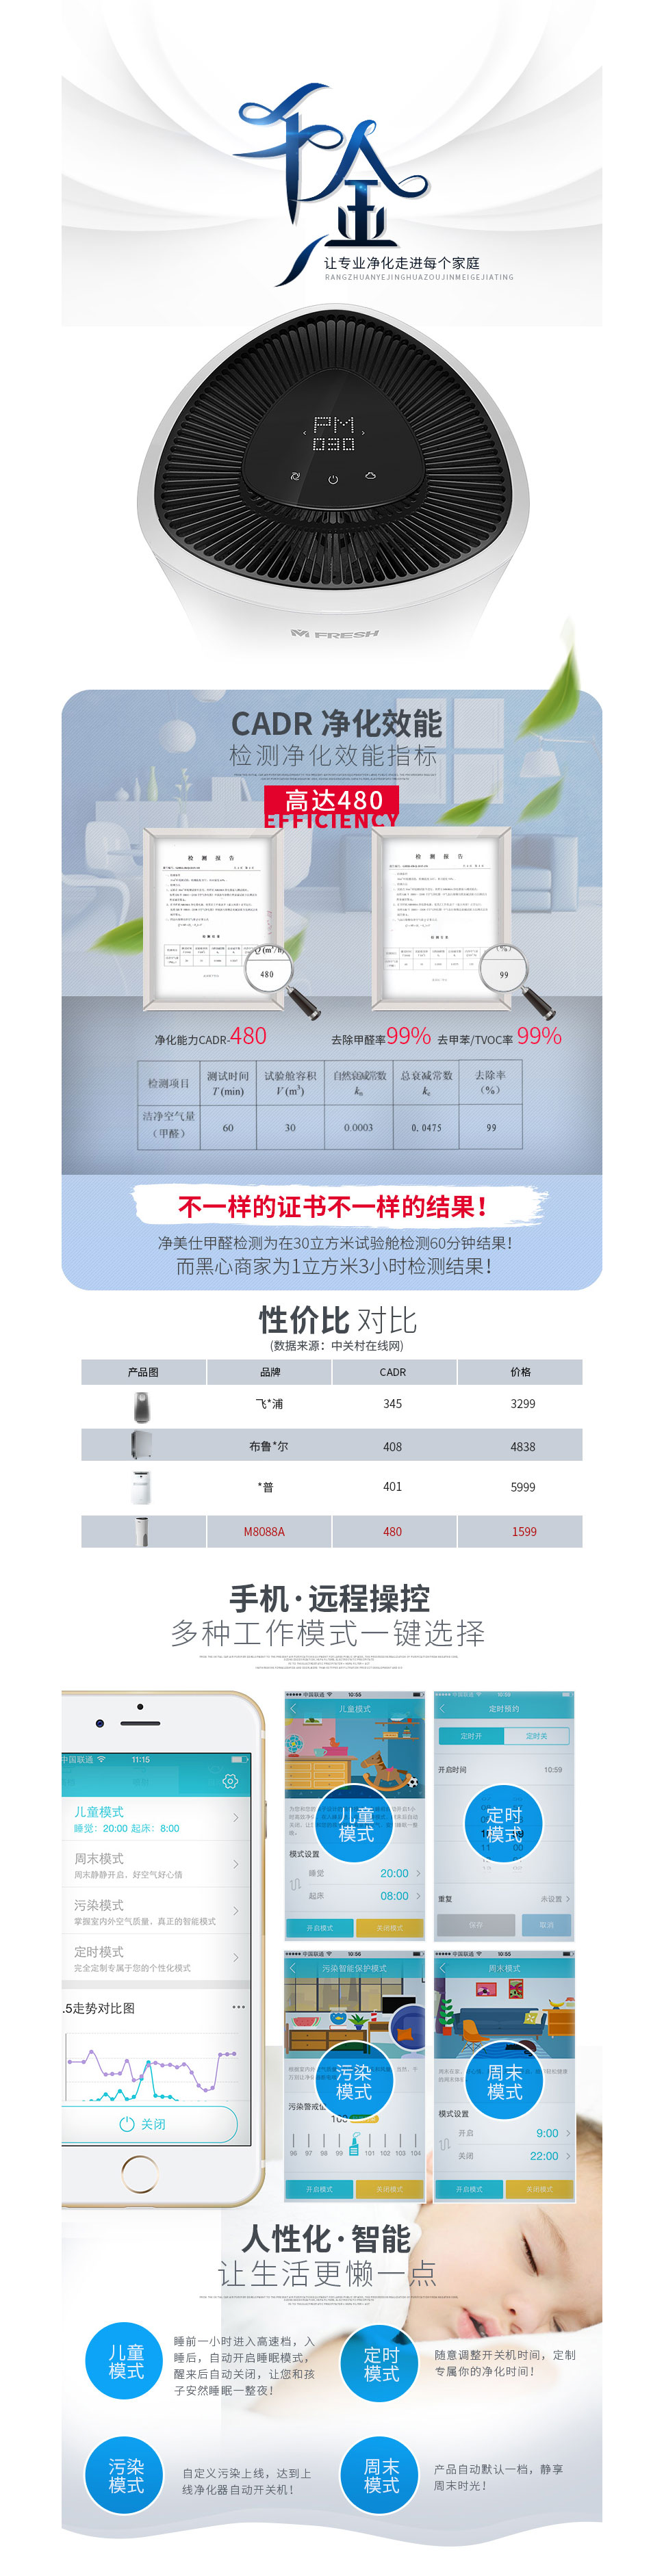 千金
让专业净化走进每个家庭
RANGZHUANYEJINGHUAZOUJINMEIGEJIATING
PM
030
M FRESH
CADR 净化效能
检测净化效能指标
高达480
EFFICIENCY
检 测 报 告
检 测 报 告
Q (m³/h)
480
(%)
99
净化能力CADR-480
去除甲醛率99% 去甲苯/TVOC率 99%
检测项目 测试时间 T (min) 试验舱容积 V (m³) 自然衰减常数 kn 总衰减常数 ke 去除率 (%)
洁净空气量(甲醛) 60 30 0.0003 0.0475 99
不一样的证书不一样的结果！
净美仕甲醛检测为在30立方米试验舱检测60分钟结果！
而黑心商家为1立方米3小时检测结果！
性价比 对比
(数据来源：中关村在线网)
产品图 品牌 CADR 价格
飞*浦 345 3299
布鲁*尔 408 4838
*普 401 5999
M8088A 480 1599
手机·远程操控
多种工作模式一键选择
中国联通 11:15
儿童模式
睡觉：20:00 起床：8:00
周末模式
周末静静开启，好空气好心情
污染模式
掌握室内外空气质量，真正的智能模式
定时模式
完全定制专属于您的个性化模式
.5走势对比图
关闭
中国联通 10:55
儿童模式
儿童
模式
模式设置
睡觉 20:00
起床 08:00
开启模式 关闭模式
定时预约
定时开 定时关
开启时间 10:59
定时
模式
重复 未设置
保存 取消
中国联通 10:56
污染智能保护模式
污染
模式
污染警戒值
100
96 97 98 99 101 102 103 104
开启模式 关闭模式
中国联通 10:55
周末模式
周末
模式
模式设置
开启 9:00
关闭 22:00
开启模式 关闭模式
人性化·智能
让生活更懒一点
儿童
模式
睡前一小时进入高速档，入
睡后，自动开启睡眠模式，
醒来后自动关闭，让您和孩
子安然睡眠一整夜！
定时
模式
随意调整开关机时间，定制
专属你的净化时间！
污染
模式
自定义污染上线，达到上
线净化器自动开关机！
周末
模式
产品自动默认一档，静享
周末时光！